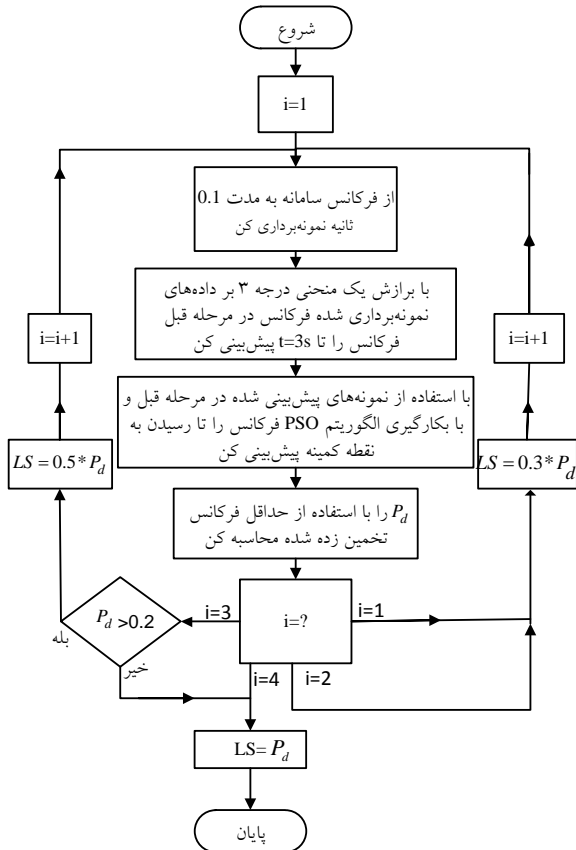 شروع
i=1
از فرکانس سامانه به مدت 0.1
ثانیه نمونه‌برداری کن
با برازش یک منحنی درجه ۳ بر داده‌های
نمونه‌برداری شده فرکانس در مرحله قبل
فرکانس را تا t=3s پیش‌بینی کن
با استفاده از نمونه‌های پیش‌بینی شده در مرحله قبل و
با بکارگیری الگوریتم PSO فرکانس را تا رسیدن به
نقطه کمینه پیش‌بینی کن
P_d را با استفاده از حداقل فرکانس
تخمین زده شده محاسبه کن
i=?
i=1
i=2
i=3
i=4
P_d >0.2
بله
خیر
LS = 0.5* P_d
i=i+1
LS = 0.3* P_d
i=i+1
LS= P_d
پایان